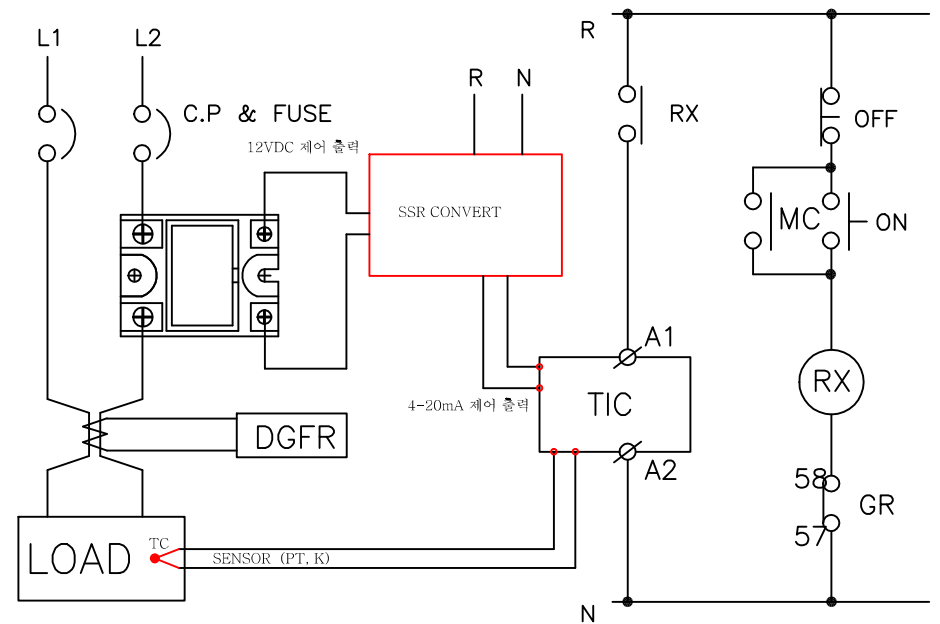 L1
L2
C.P & FUSE
12VDC 제어 출력
R
N
SSR CONVERT
R
RX
OFF
MC
ON
A1
TIC
RX
4-20mA 제어 출력
DGFR
A2
58
GR
57
LOAD
TC
SENSOR (PT, K)
N